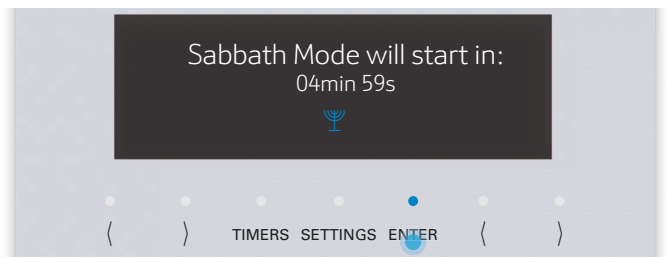 Sabbath Mode will start in:
04min 59s
⟨ ⟩ TIMERS SETTINGS ENTER ⟨ ⟩